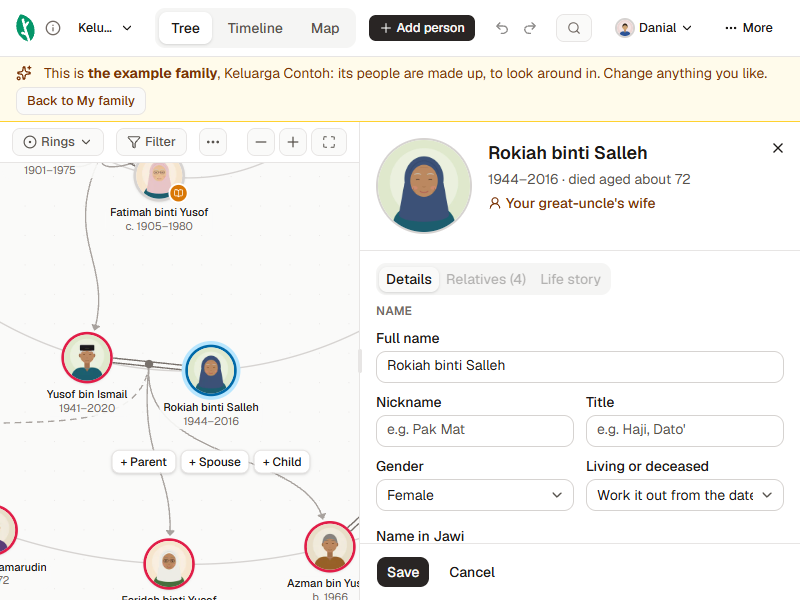 Kelu...
Tree
Timeline
Map
+ Add person
Danial
More
This is the example family, Keluarga Contoh: its people are made up, to look around in. Change anything you like.
Back to My family
Rings
Filter
1901–1975
Fatimah binti Yusof
c. 1905–1980
Yusof bin Ismail
1941–2020
Rokiah binti Salleh
1944–2016
+ Parent
+ Spouse
+ Child
amarudin
72
Faridah binti Yusof
Azman bin Yus
b. 1966
Rokiah binti Salleh
1944–2016 · died aged about 72
Your great-uncle's wife
Details
Relatives (4)
Life story
NAME
Full name
Rokiah binti Salleh
Nickname
Title
e.g. Pak Mat
e.g. Haji, Dato'
Gender
Living or deceased
Female
Work it out from the date
Name in Jawi
Save
Cancel